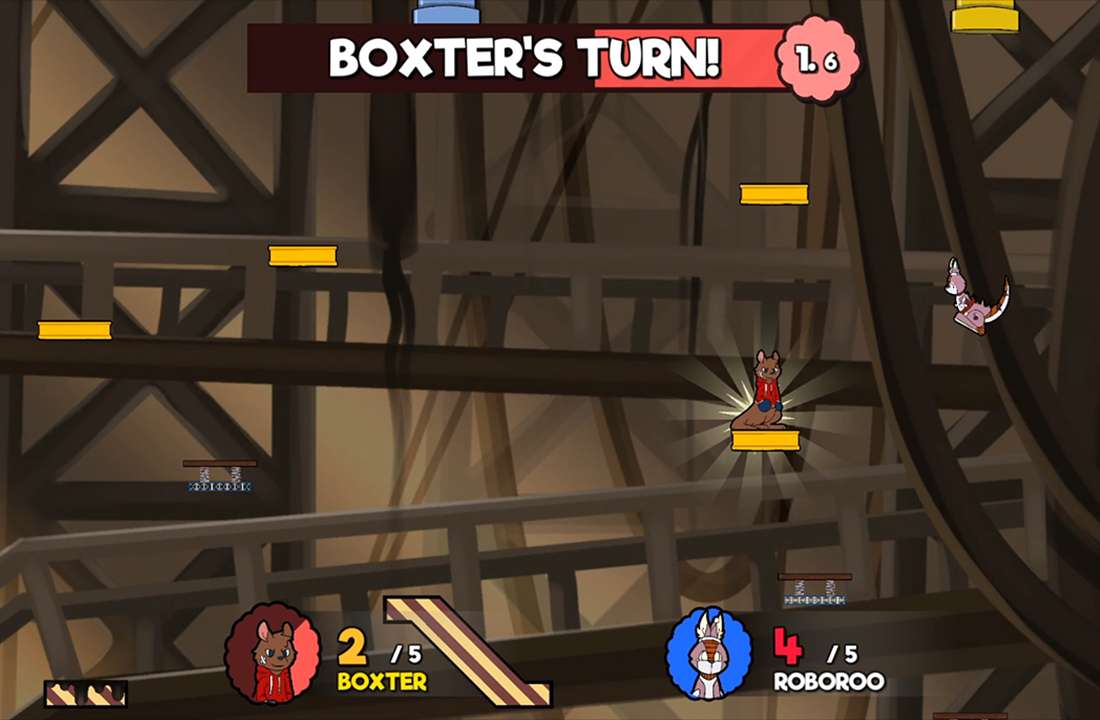 BOXTER'S TURN!
1.6
2 / 5
BOXTER
4 / 5
ROBOROO